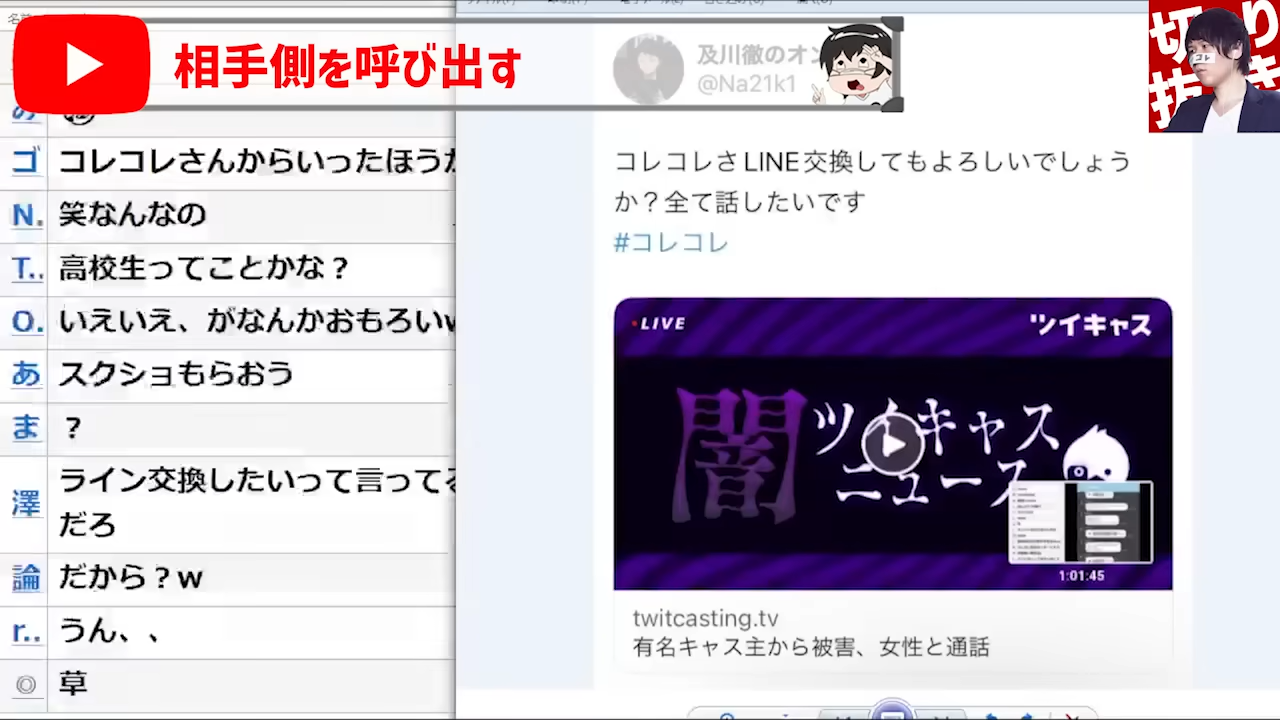 相手側を呼び出す
切り抜き
コレ
及川徹のオン
@Na21k1
コレコレさんからいったほうが
笑なんなの
高校生ってことかな？
いえいえ、がなんかおもろいw
スクショもらおう
？
ライン交換したいって言ってる
だろ
だから？w
うん、、
草
ゴ
N.
T..
O.
あ
ま
澤
論
r..
コレコレさLINE交換してもよろしいでしょう
か？全て話したいです
#コレコレ
LIVE
ツイキャス
闇
ツイキャス
ニュース
1:01:45
twitcasting.tv
有名キャス主から被害、女性と通話